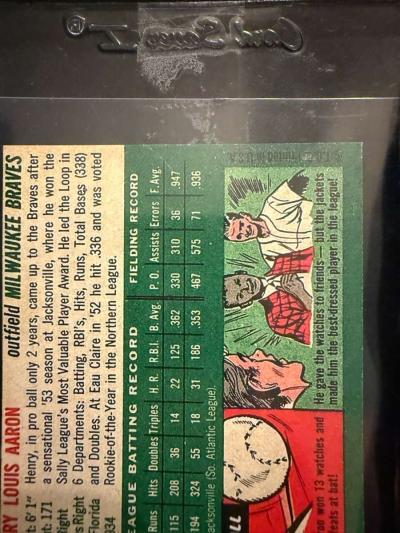 Card Saver I
RY LOUIS AARON outfield MILWAUKEE BRAVES
t: 6' 1" Henry, in pro ball only 2 years, came up to the Braves after
t: 171 a sensational '53 season at Jacksonville, where he won the
Right Sally League's Most Valuable Player Award. He led the Loop in
s Right 6 Departments: Batting, RBI's, Hits, Runs, Total Bases (338)
Florida and Doubles. At Eau Claire in '52 he hit .336 and was voted
934 Rookie-of-the-Year in the Northern League.
EAGUE BATTING RECORD FIELDING RECORD
Runs Hits Doubles Triples H. R. R.B.I. B. Avg. P. O. Assists Errors F. Avg.
115 208 36 14 22 125 .362 330 310 36 .947
194 324 55 18 31 186 .353 467 575 71 .936
acksonville (So. Atlantic League).
LL
ron won 13 watches and
feats at bat!
He gave the watches to friends— but the jackets
made him the best-dressed player in the league!
T.C.G. Printed in U.S.A.